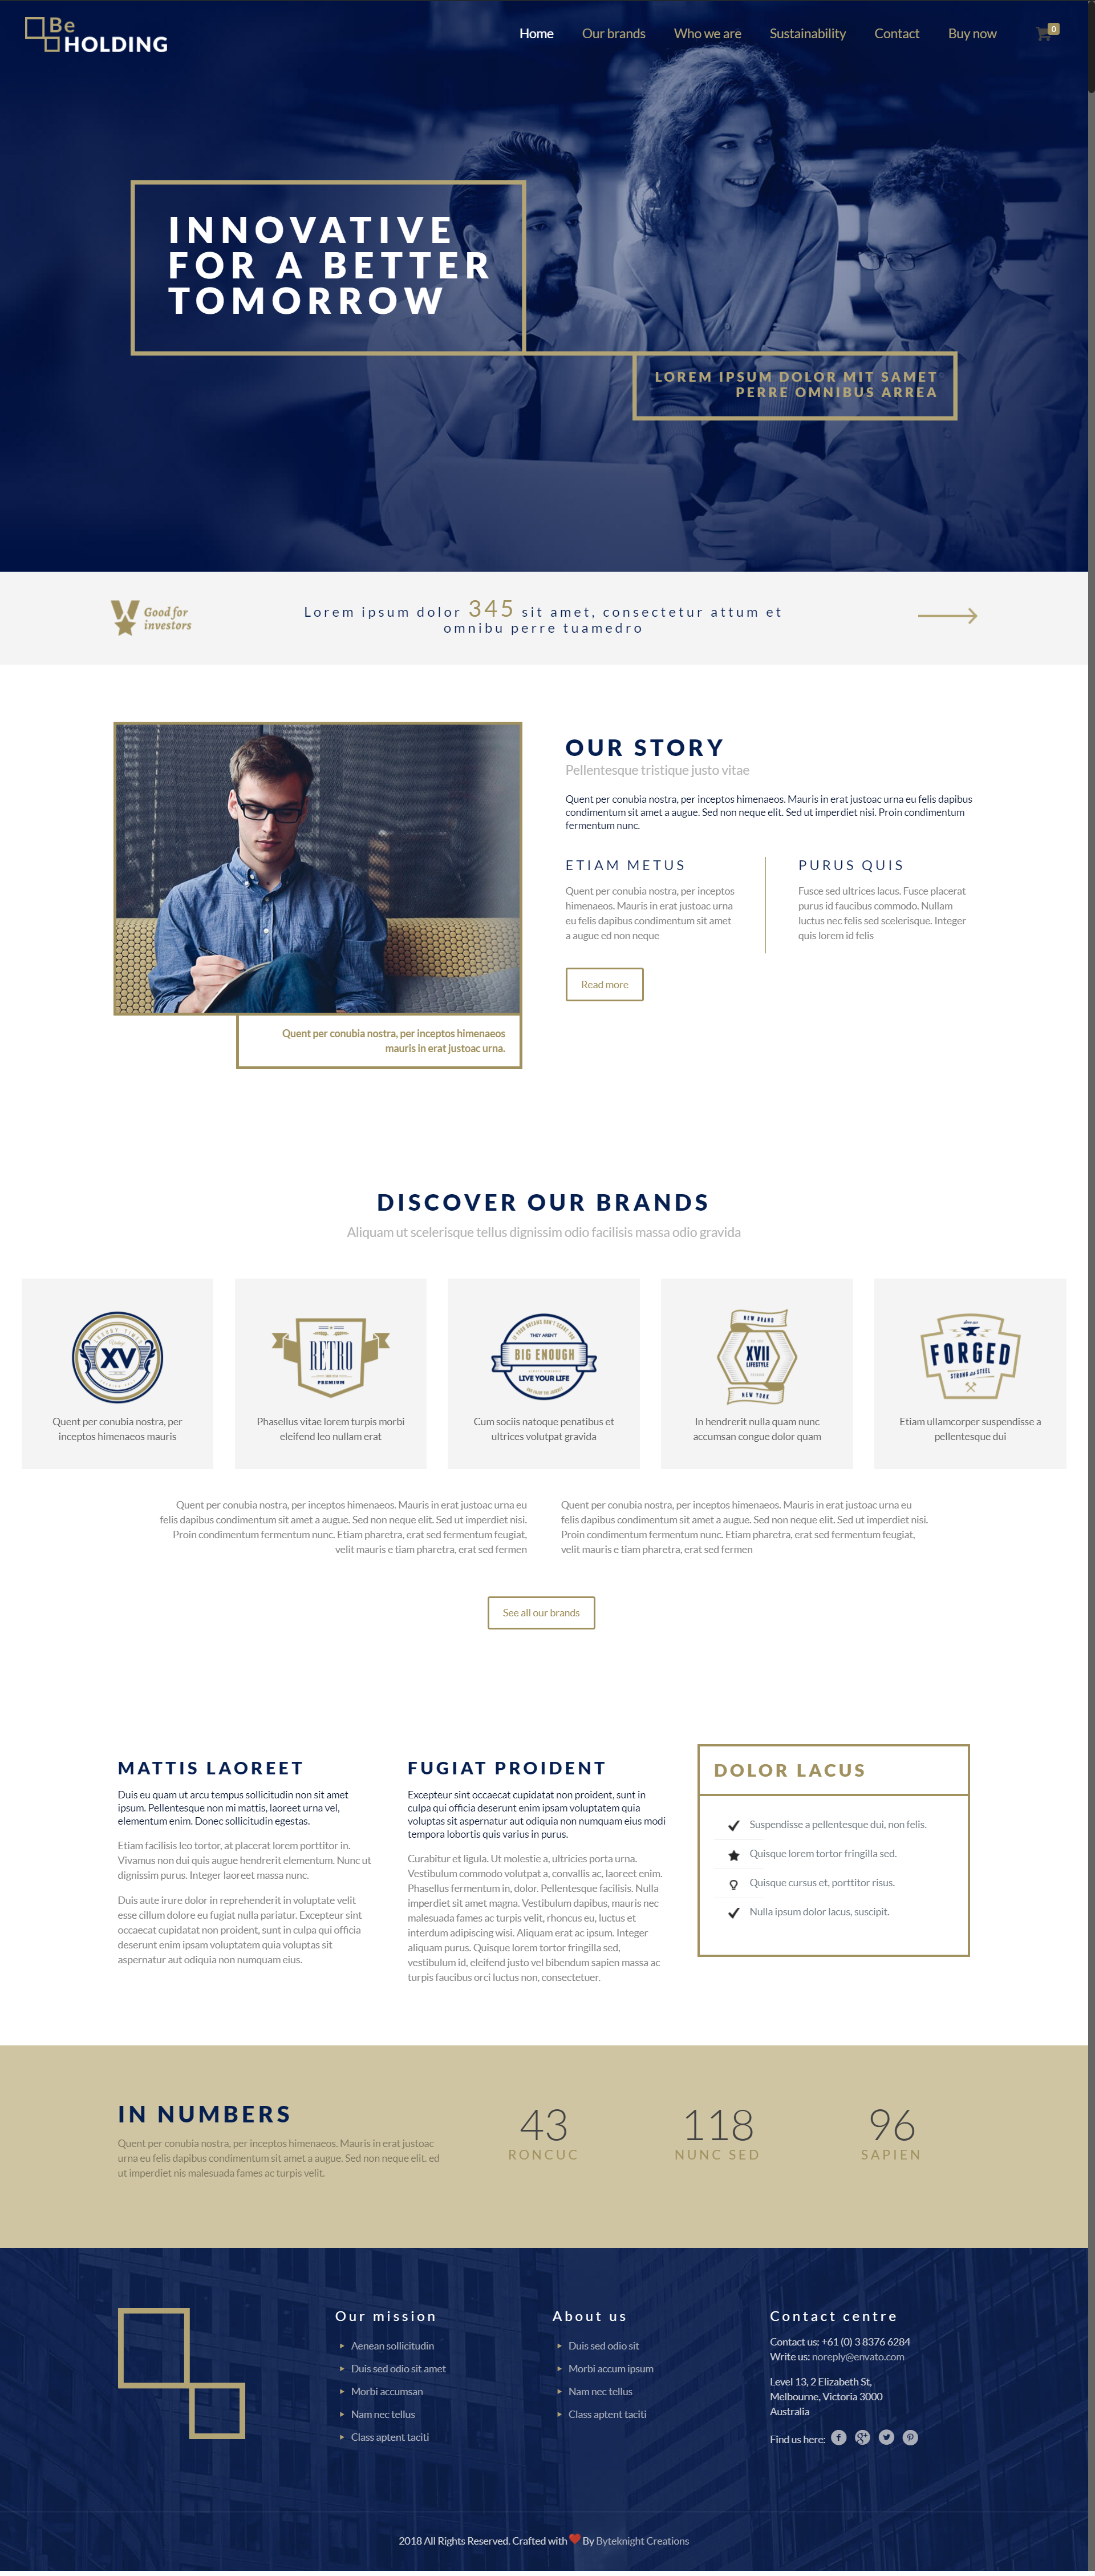 Be
HOLDING
Home Our brands Who we are Sustainability Contact Buy now 0
INNOVATIVE
FOR A BETTER
TOMORROW
LOREM IPSUM DOLOR MIT SAMET
PERRE OMNIBUS ARREA
Good for
investors
Lorem ipsum dolor 345 sit amet, consectetur attum et
omnibu perre tuamedro
OUR STORY
Pellentesque tristique justo vitae
Quent per conubia nostra, per inceptos himenaeos. Mauris in erat justoac urna eu felis dapibus
condimentum sit amet a augue. Sed non neque elit. Sed ut imperdiet nisi. Proin condimentum
fermentum nunc.
ETIAM METUS
Quent per conubia nostra, per inceptos
himenaeos. Mauris in erat justoac urna
eu felis dapibus condimentum sit amet
a augue ed non neque
PURUS QUIS
Fusce sed ultrices lacus. Fusce placerat
purus id faucibus commodo. Nullam
luctus nec felis sed scelerisque. Integer
quis lorem id felis
Read more
Quent per conubia nostra, per inceptos himenaeos
mauris in erat justoac urna.
DISCOVER OUR BRANDS
Aliquam ut scelerisque tellus dignissim odio facilisis massa odio gravida
XV
Quent per conubia nostra, per
inceptos himenaeos mauris
RETRO
PREMIUM
Phasellus vitae lorem turpis morbi
eleifend leo nullam erat
IF YOUR DREAMS DON'T SCARE YOU
THEY AREN'T
BIG ENOUGH
LIVE YOUR LIFE
AND ENJOY THE JOURNEY
Cum sociis natoque penatibus et
ultrices volutpat gravida
NEW BRAND
XVII
LIFESTYLE
NEW YORK
In hendrerit nulla quam nunc
accumsan congue dolor quam
FORGED
STRONG STEEL
Etiam ullamcorper suspendisse a
pellentesque dui
Quent per conubia nostra, per inceptos himenaeos. Mauris in erat justoac urna eu
felis dapibus condimentum sit amet a augue. Sed non neque elit. Sed ut imperdiet nisi.
Proin condimentum fermentum nunc. Etiam pharetra, erat sed fermentum feugiat,
velit mauris e tiam pharetra, erat sed fermen
Quent per conubia nostra, per inceptos himenaeos. Mauris in erat justoac urna eu
felis dapibus condimentum sit amet a augue. Sed non neque elit. Sed ut imperdiet nisi.
Proin condimentum fermentum nunc. Etiam pharetra, erat sed fermentum feugiat,
velit mauris e tiam pharetra, erat sed fermen
See all our brands
MATTIS LAOREET
Duis eu quam ut arcu tempus sollicitudin non sit amet
ipsum. Pellentesque non mi mattis, laoreet urna vel,
elementum enim. Donec sollicitudin egestas.
Etiam facilisis leo tortor, at placerat lorem porttitor in.
Vivamus non dui quis augue hendrerit elementum. Nunc ut
dignissim purus. Integer laoreet massa nunc.
Duis aute irure dolor in reprehenderit in voluptate velit
esse cillum dolore eu fugiat nulla pariatur. Excepteur sint
occaecat cupidatat non proident, sunt in culpa qui officia
deserunt enim ipsam voluptatem quia voluptas sit
aspernatur aut odiquia non numquam eius.
FUGIAT PROIDENT
Excepteur sint occaecat cupidatat non proident, sunt in
culpa qui officia deserunt enim ipsam voluptatem quia
voluptas sit aspernatur aut odiquia non numquam eius modi
tempora lobortis quis varius in purus.
Curabitur et ligula. Ut molestie a, ultricies porta urna.
Vestibulum commodo volutpat a, convallis ac, laoreet enim.
Phasellus fermentum in, dolor. Pellentesque facilisis. Nulla
imperdiet sit amet magna. Vestibulum dapibus, mauris nec
malesuada fames ac turpis velit, rhoncus eu, luctus et
interdum adipiscing wisi. Aliquam erat ac ipsum. Integer
aliquam purus. Quisque lorem tortor fringilla sed,
vestibulum id, eleifend justo vel bibendum sapien massa ac
turpis faucibus orci luctus non, consectetuer.
DOLOR LACUS
Suspendisse a pellentesque dui, non felis.
Quisque lorem tortor fringilla sed.
Quisque cursus et, porttitor risus.
Nulla ipsum dolor lacus, suscipit.
IN NUMBERS
Quent per conubia nostra, per inceptos himenaeos. Mauris in erat justoac
urna eu felis dapibus condimentum sit amet a augue. Sed non neque elit. ed
ut imperdiet nis malesuada fames ac turpis velit.
43
RONCUC
118
NUNC SED
96
SAPIEN
Our mission
Aenean sollicitudin
Duis sed odio sit amet
Morbi accumsan
Nam nec tellus
Class aptent taciti
About us
Duis sed odio sit
Morbi accum ipsum
Nam nec tellus
Class aptent taciti
Contact centre
Contact us: +61 (0) 3 8376 6284
Write us: noreply@envato.com
Level 13, 2 Elizabeth St,
Melbourne, Victoria 3000
Australia
Find us here:
2018 All Rights Reserved. Crafted with By Byteknight Creations